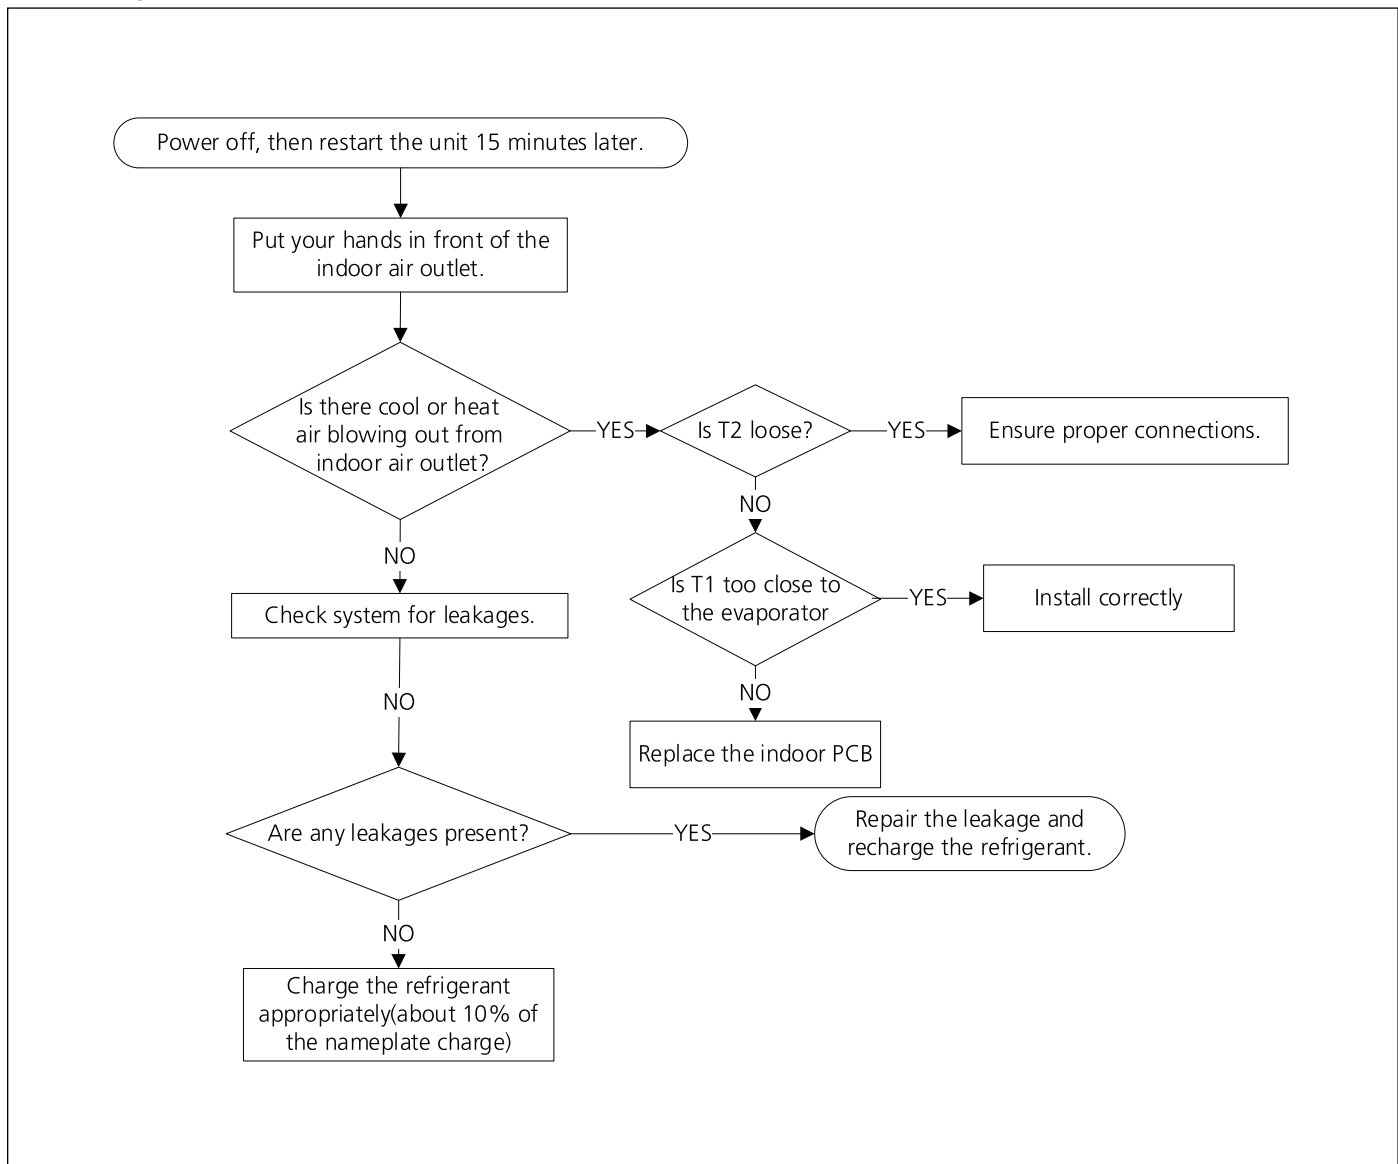 Power off, then restart the unit 15 minutes later.
Put your hands in front of the
indoor air outlet.
Is there cool or heat
air blowing out from
indoor air outlet?
YES
Is T2 loose?
YES
Ensure proper connections.
NO
NO
Is T1 too close to
the evaporator
YES
Install correctly
Check system for leakages.
NO
NO
Replace the indoor PCB
Are any leakages present?
YES
Repair the leakage and
recharge the refrigerant.
NO
Charge the refrigerant
appropriately(about 10% of
the nameplate charge)